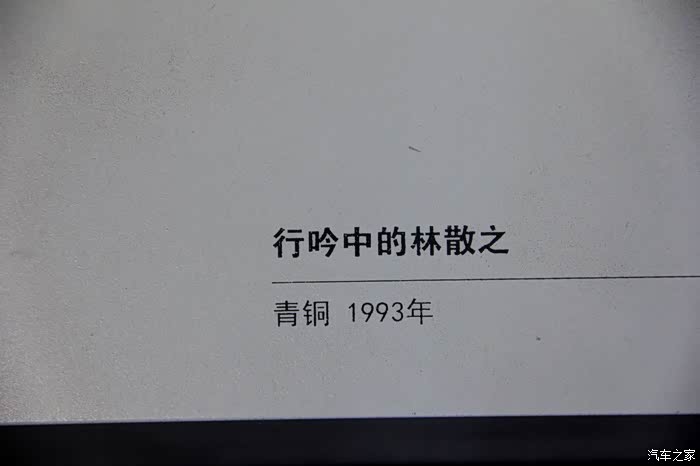 行吟中的林散之
青铜 1993年
汽车之家